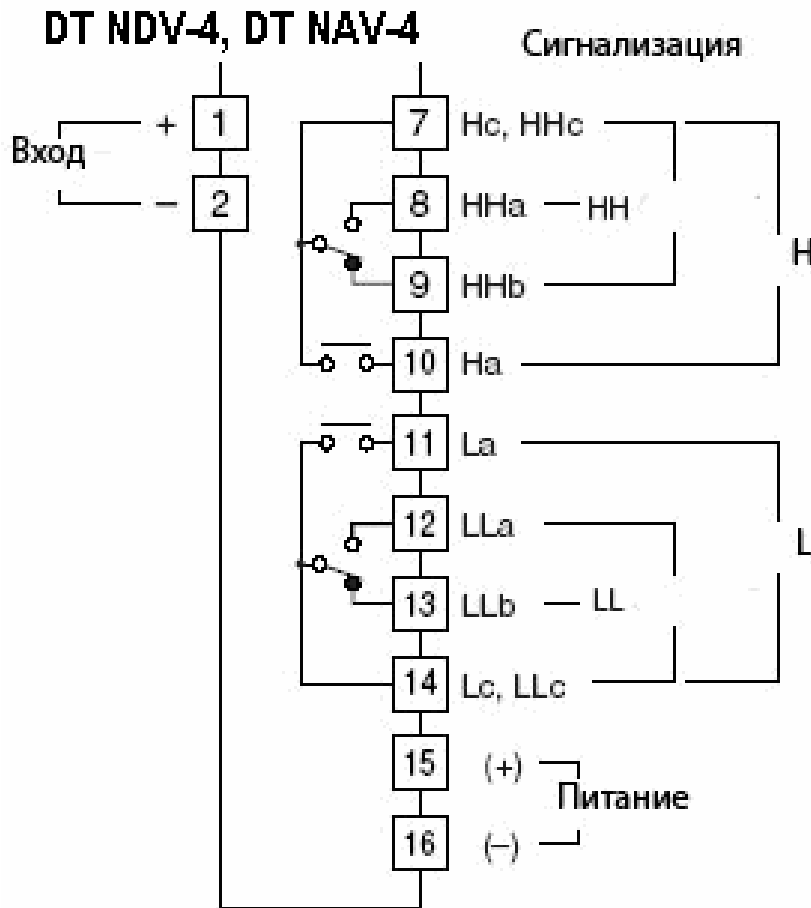 DT NDV-4, DT NAV-4
Сигнализация
Вход
+ 1
− 2
7 Hc, HHc
8 HHa HH
9 HHb
H
10 Ha
11 La
12 LLa
L
13 LLb LL
14 Lc, LLc
15 (+)
Питание
16 (−)